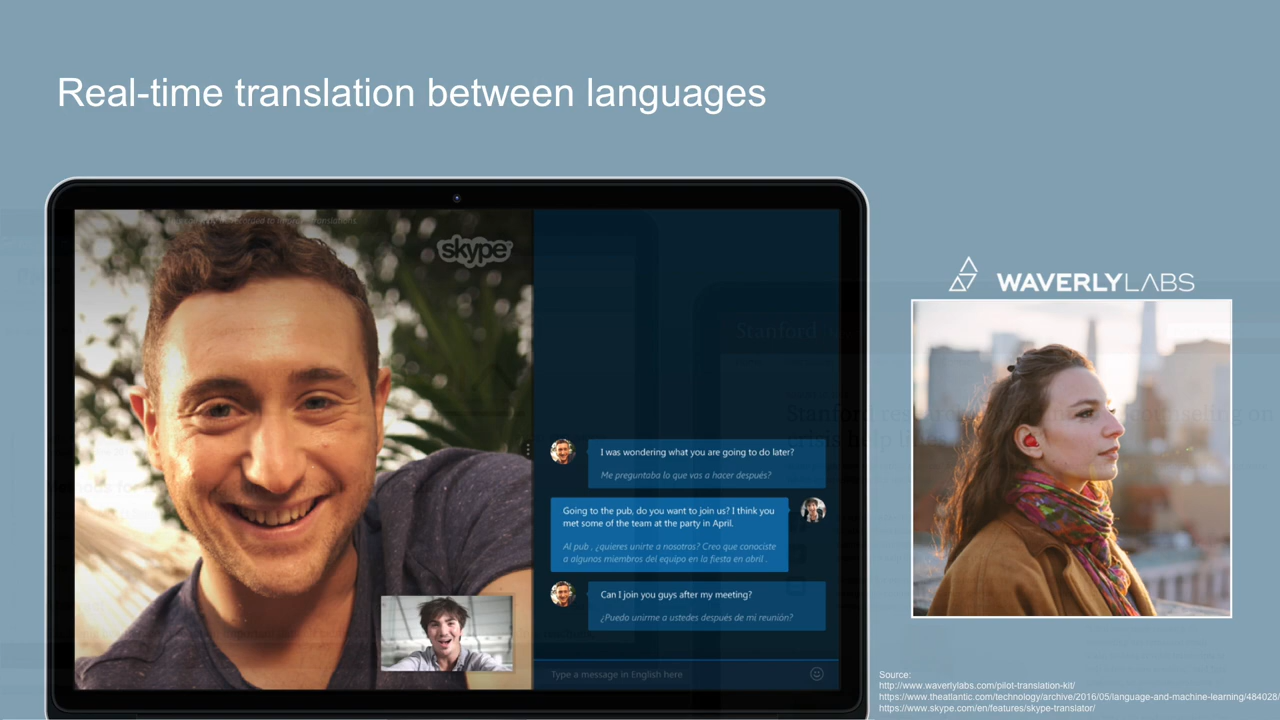 Real-time translation between languages
skype
I was wondering what you are going to do later?
Me preguntaba lo que vas a hacer después?
Going to the pub, do you want to join us? I think you
met some of the team at the party in April.
Al pub , ¿quieres unirte a nosotros? Creo que conociste
a algunos miembros del equipo en la fiesta en abril .
Can I join you guys after my meeting?
¿Puedo unirme a ustedes después de mi reunión?
Type a message in English here
WAVERLYLABS
Stanford
Source:
http://www.waverlylabs.com/pilot-translation-kit/
https://www.theatlantic.com/technology/archive/2016/05/language-and-machine-learning/484028/
https://www.skype.com/en/features/skype-translator/